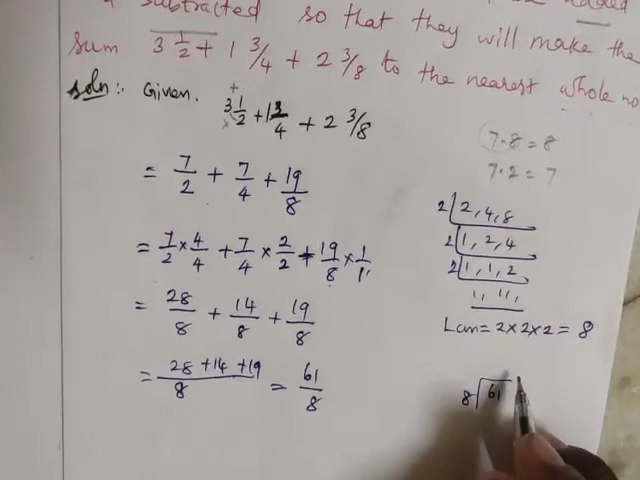 subtracted so that they will make the
sum 3 1/2 + 1 3/4 + 2 3/8 to the nearest whole no
soln:- Given.
3 1/2 + 1 3/4 + 2 3/8
= 7/2 + 7/4 + 19/8
= 7/2 × 4/4 + 7/4 × 2/2 + 19/8 × 1/1
= 28/8 + 14/8 + 19/8
= 28 + 14 + 19/8 = 61/8
7.8 = 8
7.2 = 7
2 | 2, 4, 8
2 | 1, 2, 4
2 | 1, 1, 2
1, 1, 1,
Lcm = 2 × 2 × 2 = 8
8 | 61